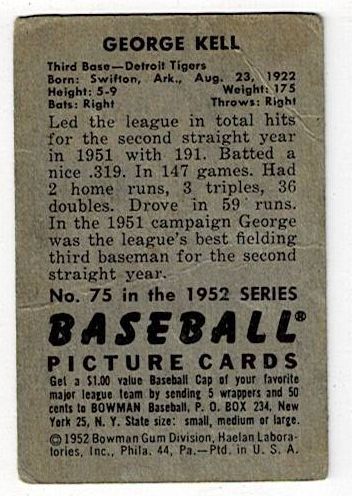 GEORGE KELL
Third Base—Detroit Tigers
Born: Swifton, Ark., Aug. 23, 1922
Height: 5-9 Weight: 175
Bats: Right Throws: Right
Led the league in total hits
for the second straight year
in 1951 with 191. Batted a
nice .319. In 147 games. Had
2 home runs, 3 triples, 36
doubles. Drove in 59 runs.
In the 1951 campaign George
was the league's best fielding
third baseman for the second
straight year.
No. 75 in the 1952 SERIES
BASEBALL®
PICTURE CARDS
Get a $1.00 value Baseball Cap of your favorite
major league team by sending 5 wrappers and 50
cents to BOWMAN Baseball, P. O. BOX 234, New
York 25, N. Y. State size: small, medium or large.
©1952 Bowman Gum Division, Haelan Labora-
tories, Inc., Phila. 44, Pa.—Ptd. in U. S. A.